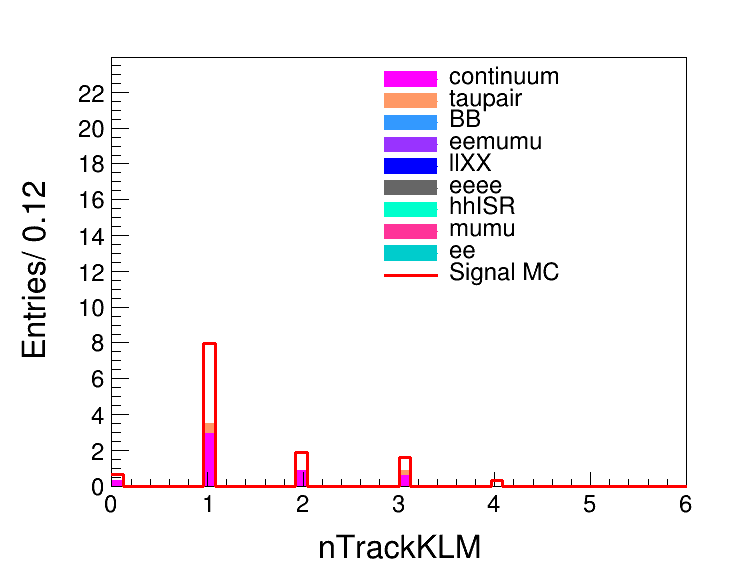 continuum
taupair
BB
eemumu
llXX
eeee
hhISR
mumu
ee
Signal MC
Entries/ 0.12
22
20
18
16
14
12
10
8
6
4
2
0
0 1 2 3 4 5 6
nTrackKLM